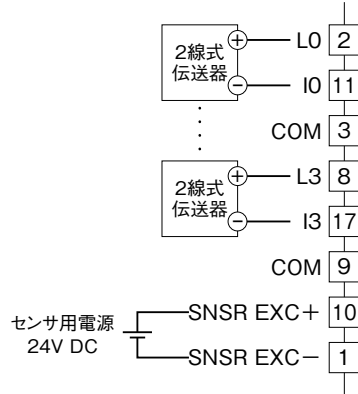 2線式
伝送器
+
L0
2
−
I0
11
COM
3
2線式
伝送器
+
L3
8
−
I3
17
COM
9
センサ用電源
24V DC
SNSR EXC+
10
SNSR EXC−
1